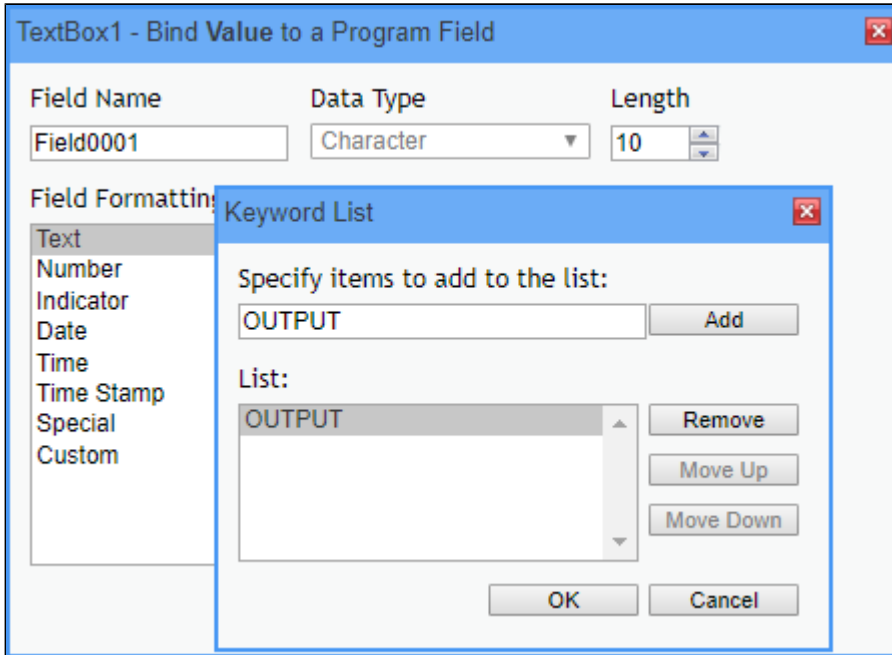 TextBox1 - Bind Value to a Program Field
Field Name Data Type Length
Field0001 Character 10
Field Formatting
Text
Number
Indicator
Date
Time
Time Stamp
Special
Custom
Keyword List
Specify items to add to the list:
OUTPUT Add
List:
OUTPUT Remove
Move Up
Move Down
OK Cancel